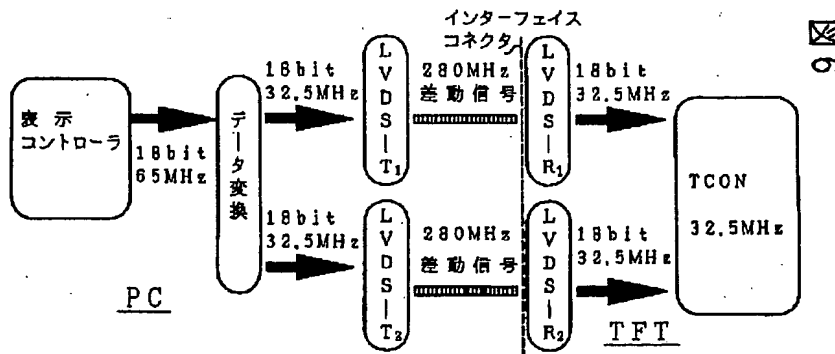 インターフェイス
コネクタ
図9
表示
コントローラ
18bit
65MHz
データ変換
18bit
32.5MHz
LVDS-T1
280MHz
差動信号
LVDS-R1
18bit
32.5MHz
18bit
32.5MHz
LVDS-T2
280MHz
差動信号
LVDS-R2
18bit
32.5MHz
TCON
32.5MHz
PC
TFT